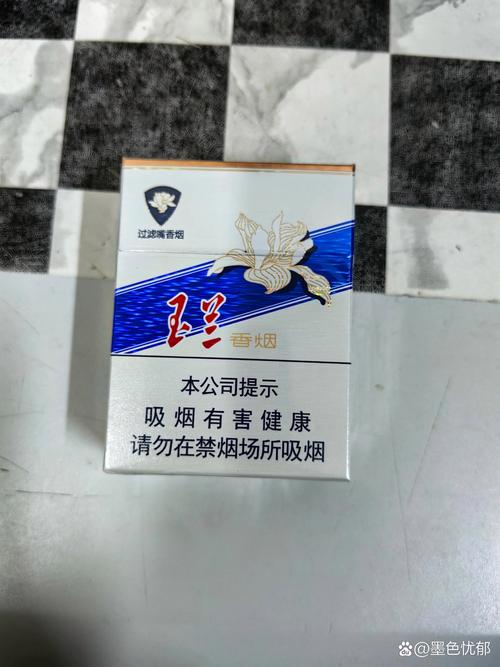 过滤嘴香烟
玉兰 香烟
本公司提示
吸烟有害健康
请勿在禁烟场所吸烟
@墨色忧郁